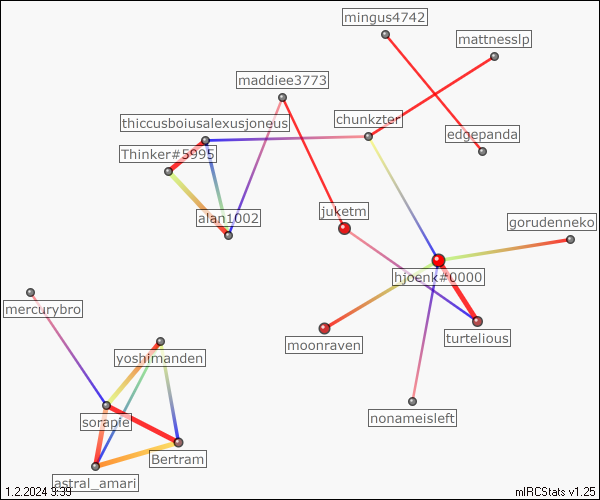 mingus4742
mattnesslp
maddiee3773
thiccusboiusalexusjoneus
chunkzter
edgepanda
Thinker#5995
alan1002
juketm
gorudenneko
hjoenk#0000
mercurybro
moonraven
turtelious
yoshimanden
sorapie
nonameisleft
Bertram
astral_amari
1.2.2024 3:39
mIRCStats v1.25